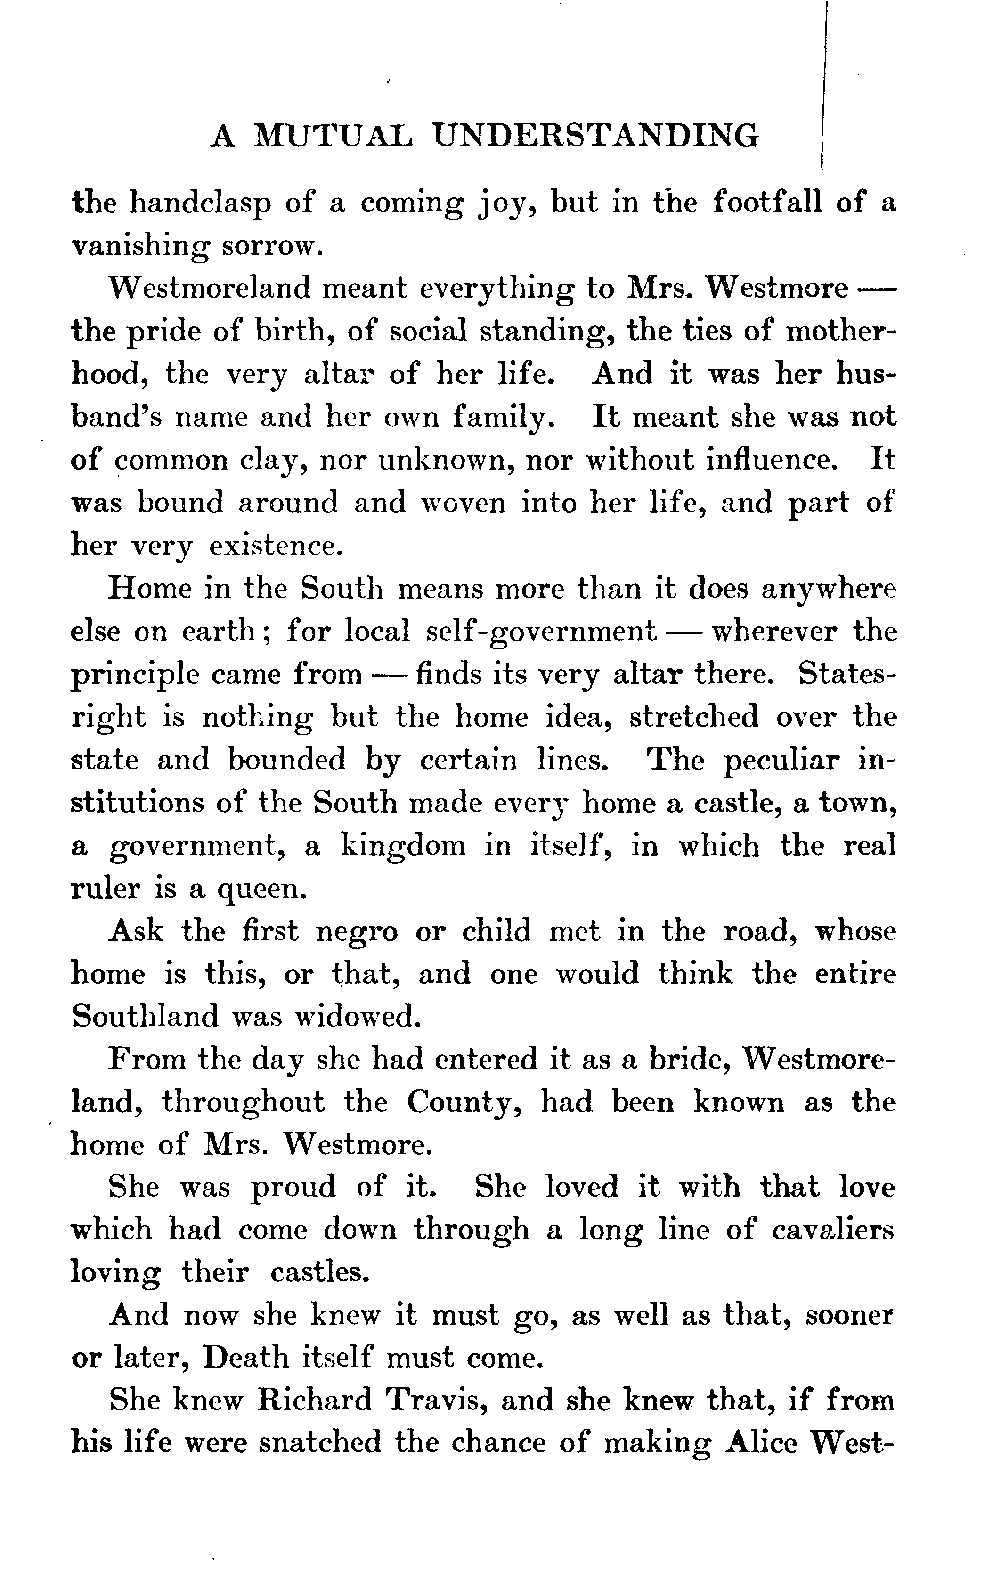 A MUTUAL UNDERSTANDING
the handclasp of a coming joy, but in the footfall of a
vanishing sorrow.
Westmoreland meant everything to Mrs. Westmore —
the pride of birth, of social standing, the ties of mother-
hood, the very altar of her life. And it was her hus-
band's name and her own family. It meant she was not
of common clay, nor unknown, nor without influence. It
was bound around and woven into her life, and part of
her very existence.
Home in the South means more than it does anywhere
else on earth; for local self-government — wherever the
principle came from — finds its very altar there. States-
right is nothing but the home idea, stretched over the
state and bounded by certain lines. The peculiar in-
stitutions of the South made every home a castle, a town,
a government, a kingdom in itself, in which the real
ruler is a queen.
Ask the first negro or child met in the road, whose
home is this, or that, and one would think the entire
Southland was widowed.
From the day she had entered it as a bride, Westmore-
land, throughout the County, had been known as the
home of Mrs. Westmore.
She was proud of it. She loved it with that love
which had come down through a long line of cavaliers
loving their castles.
And now she knew it must go, as well as that, sooner
or later, Death itself must come.
She knew Richard Travis, and she knew that, if from
his life were snatched the chance of making Alice West-